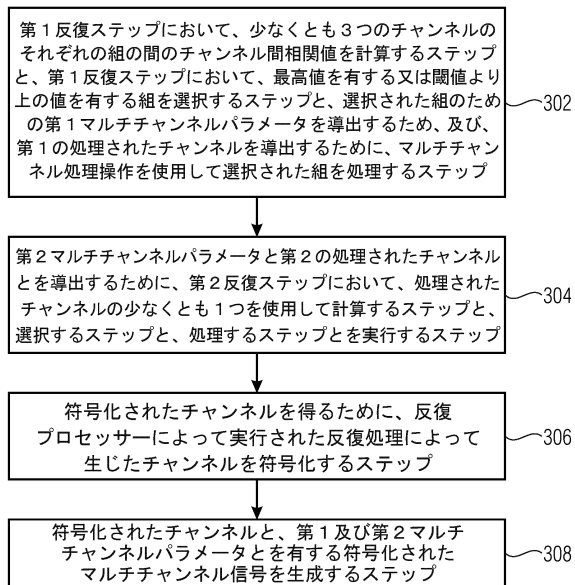 第１反復ステップにおいて、少なくとも３つのチャンネルの
それぞれの組の間のチャンネル間相関値を計算するステップ
と、第１反復ステップにおいて、最高値を有する又は閾値より
上の値を有する組を選択するステップと、選択された組のため
の第１マルチチャンネルパラメータを導出するため、及び、
第１の処理されたチャンネルを導出するために、マルチチャン
ネル処理操作を使用して選択された組を処理するステップ
302
第２マルチチャンネルパラメータと第２の処理されたチャンネル
とを導出するために、第２反復ステップにおいて、処理された
チャンネルの少なくとも１つを使用して計算するステップと、
選択するステップと、処理するステップとを実行するステップ
304
符号化されたチャンネルを得るために、反復
プロセッサーによって実行された反復処理によって
生じたチャンネルを符号化するステップ
306
符号化されたチャンネルと、第１及び第２マルチ
チャンネルパラメータとを有する符号化された
マルチチャンネル信号を生成するステップ
308